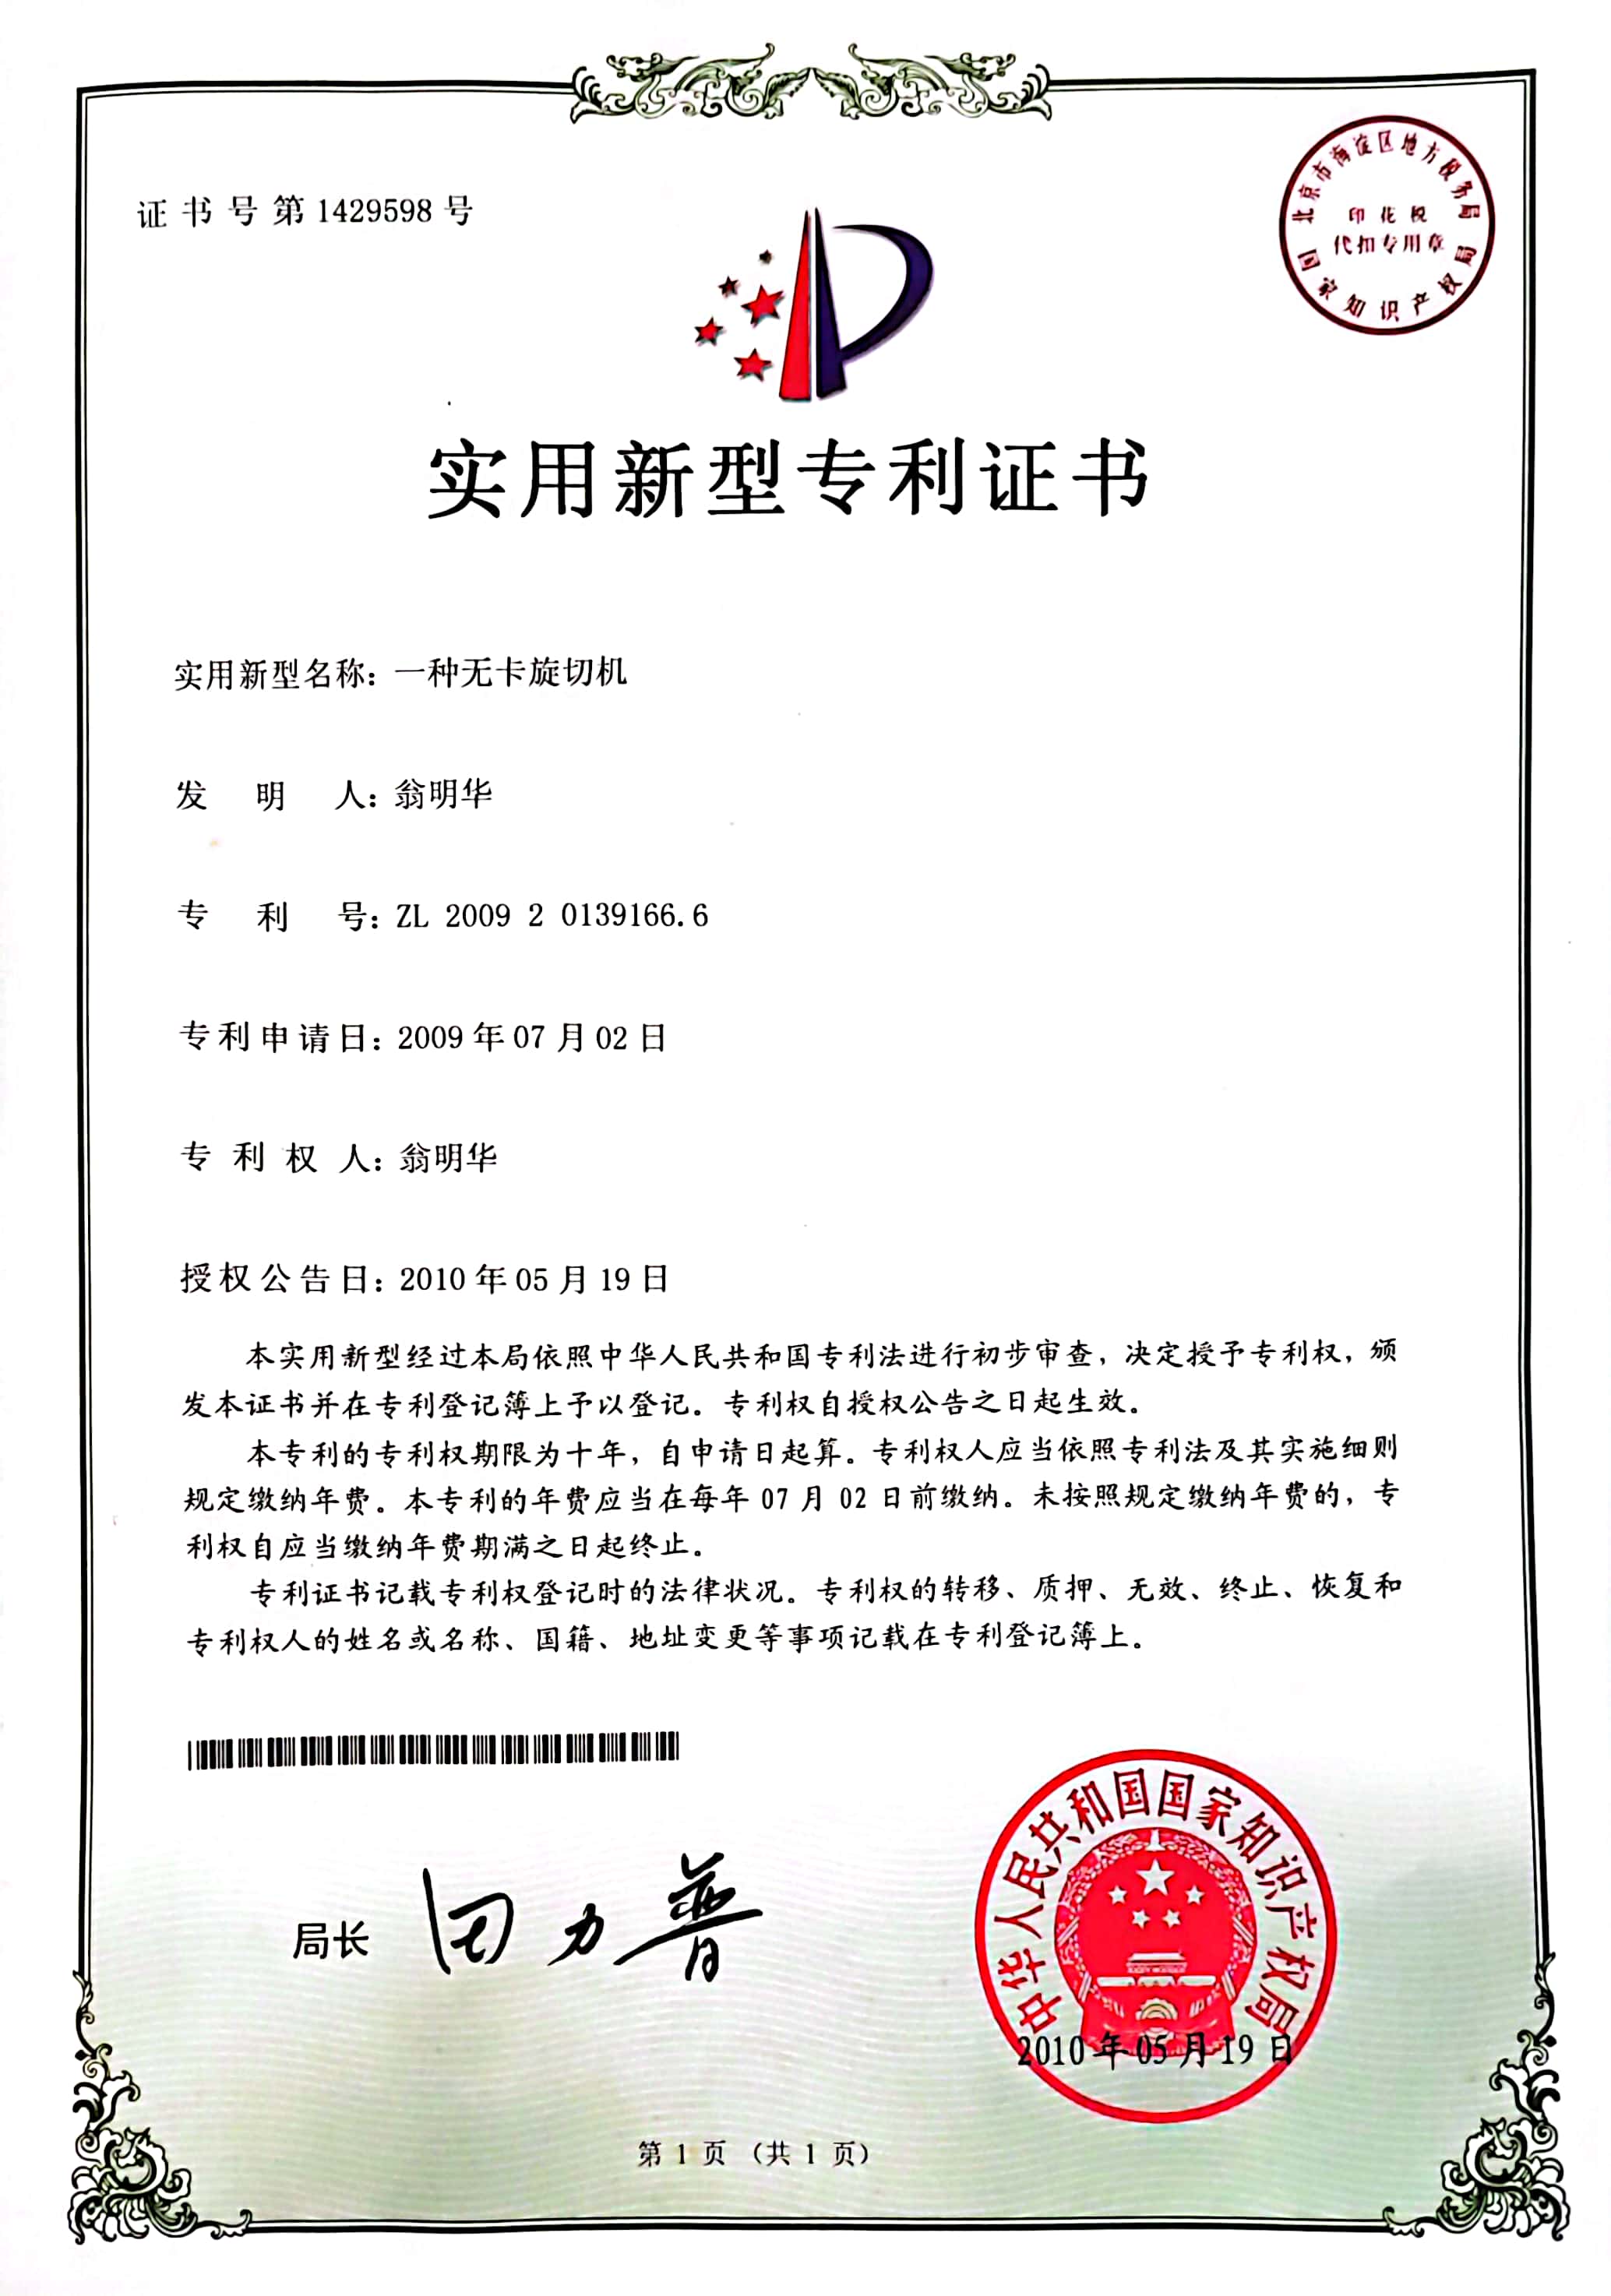 证书号第1429598号
北京市海淀区地方税务局
印花税
代扣专用章
国家知识产权局
实用新型专利证书
实用新型名称：一种无卡旋切机
发明人：翁明华
专利号：ZL 2009 2 0139166.6
专利申请日：2009年07月02日
专利权人：翁明华
授权公告日：2010年05月19日
本实用新型经过本局依照中华人民共和国专利法进行初步审查，决定授予专利权，颁
发本证书并在专利登记簿上予以登记。专利权自授权公告之日起生效。
本专利的专利权期限为十年，自申请日起算。专利权人应当依照专利法及其实施细则
规定缴纳年费。本专利的年费应当在每年07月02日前缴纳。未按照规定缴纳年费的，专
利权自应当缴纳年费期满之日起终止。
专利证书记载专利权登记时的法律状况。专利权的转移、质押、无效、终止、恢复和
专利权人的姓名或名称、国籍、地址变更等事项记载在专利登记簿上。
局长 田力普
中华人民共和国国家知识产权局
2010年05月19日
第1页（共1页）